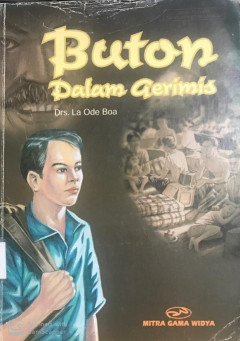 Buton
Dalam Gerimis
Drs. La Ode Boa
MITRA GAMA WIDYA